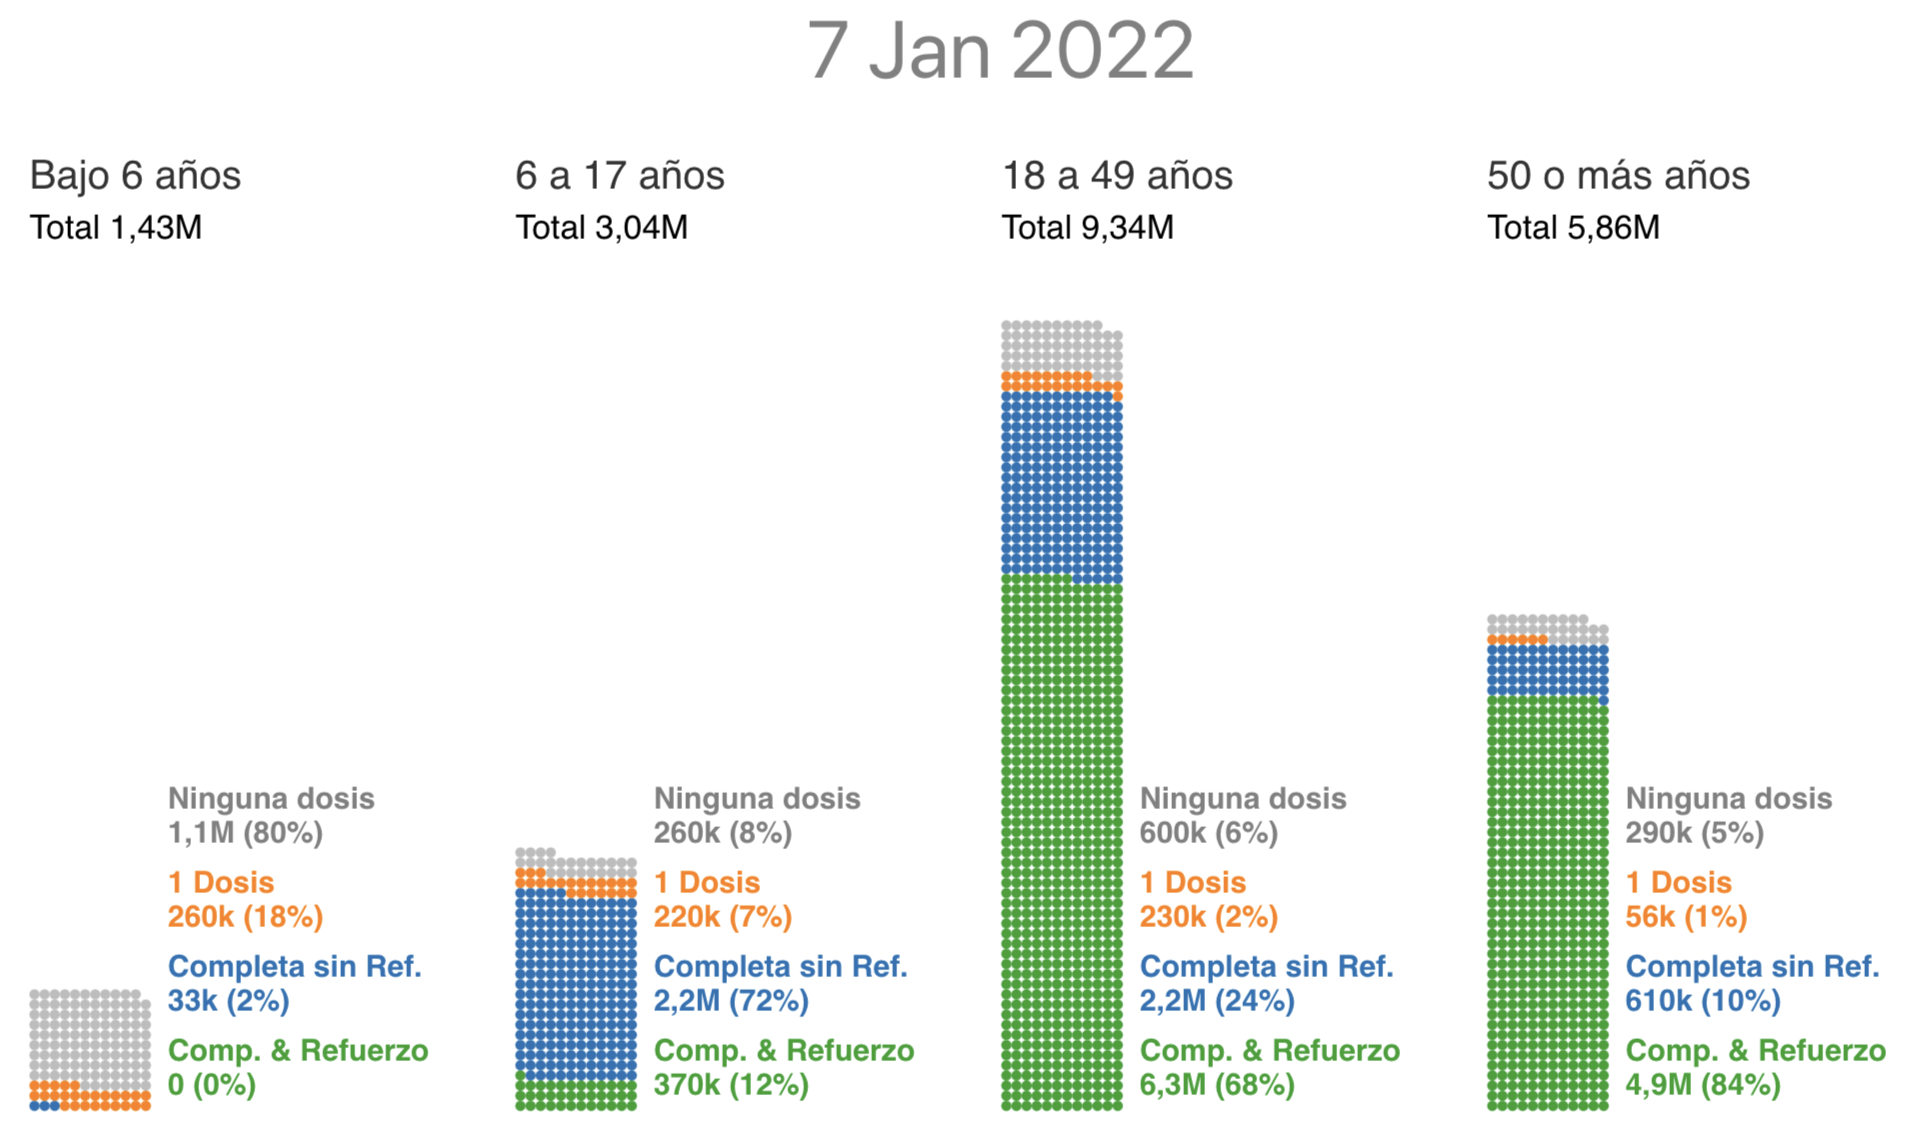 7 Jan 2022
Bajo 6 años
Total 1,43M
Ninguna dosis
1,1M (80%)
1 Dosis
260k (18%)
Completa sin Ref.
33k (2%)
Comp. & Refuerzo
0 (0%)
6 a 17 años
Total 3,04M
Ninguna dosis
260k (8%)
1 Dosis
220k (7%)
Completa sin Ref.
2,2M (72%)
Comp. & Refuerzo
370k (12%)
18 a 49 años
Total 9,34M
Ninguna dosis
600k (6%)
1 Dosis
230k (2%)
Completa sin Ref.
2,2M (24%)
Comp. & Refuerzo
6,3M (68%)
50 o más años
Total 5,86M
Ninguna dosis
290k (5%)
1 Dosis
56k (1%)
Completa sin Ref.
610k (10%)
Comp. & Refuerzo
4,9M (84%)